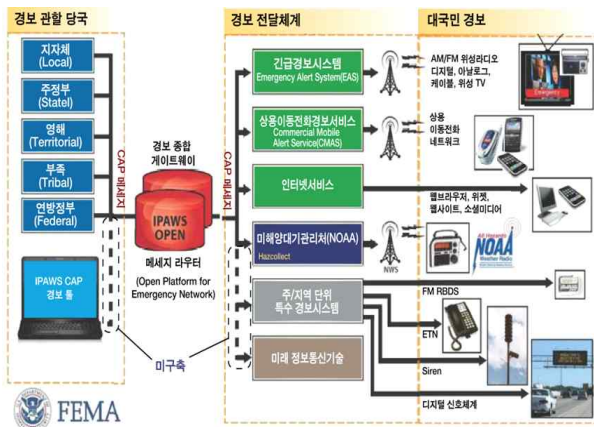 경보 관할 당국
지자체
(Local)
주정부
(Statel)
영해
(Territorial)
부족
(Tribal)
연방정부
(Federal)
IPAWS CAP
경보 툴
CAP 메세지
경보 종합
게이트웨이
IPAWS
OPEN
메세지 라우터
(Open Platform for
Emergency Network)
미구축
FEMA
경보 전달체계
CAP 메세지
긴급경보시스템
Emergency Alert System(EAS)
상용이동전화경보서비스
Commercial Mobile
Alert Service(CMAS)
인터넷서비스
미해양대기관리처(NOAA)
Hazcollect
주/지역 단위
특수 경보시스템
미래 정보통신기술
NWS
대국민 경보
AM/FM 위성라디오
디지털, 아날로그,
케이블, 위성 TV
Emergency
상용
이동전화
네트워크
웹브라우저, 위젯,
웹사이트, 소셜미디어
All Hazards
NOAA
Weather Radio
FM RBDS
ETN
Siren
디지털 신호체계